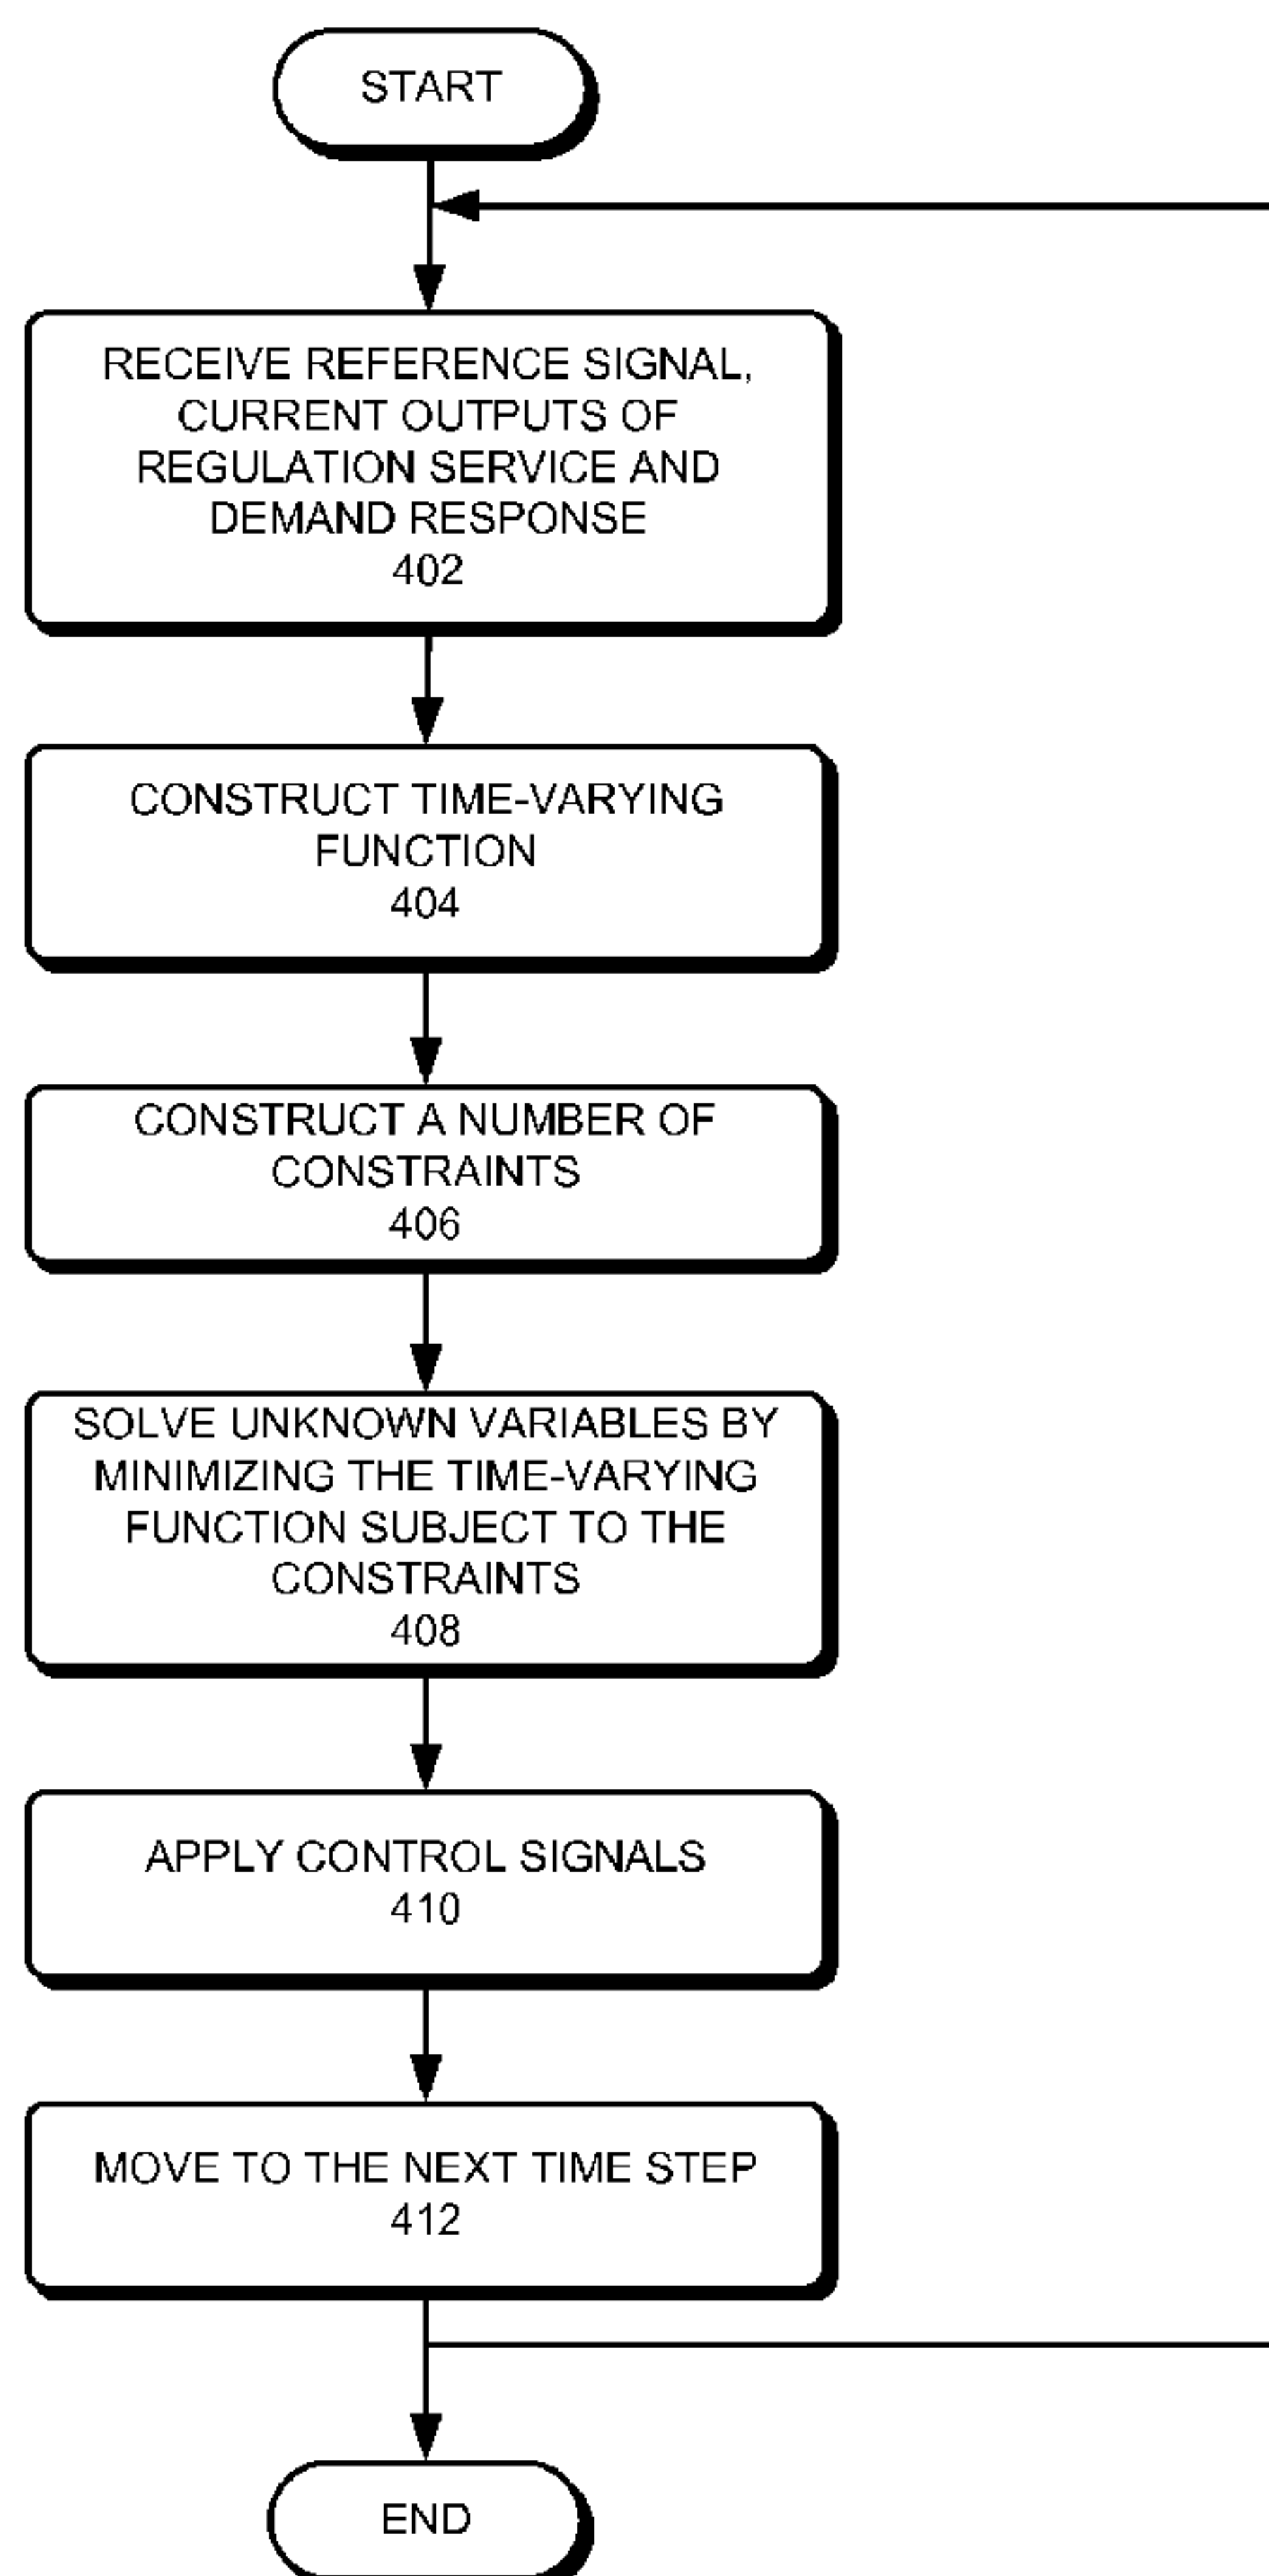 START
RECEIVE REFERENCE SIGNAL,
CURRENT OUTPUTS OF
REGULATION SERVICE AND
DEMAND RESPONSE
402
CONSTRUCT TIME-VARYING
FUNCTION
404
CONSTRUCT A NUMBER OF
CONSTRAINTS
406
SOLVE UNKNOWN VARIABLES BY
MINIMIZING THE TIME-VARYING
FUNCTION SUBJECT TO THE
CONSTRAINTS
408
APPLY CONTROL SIGNALS
410
MOVE TO THE NEXT TIME STEP
412
END